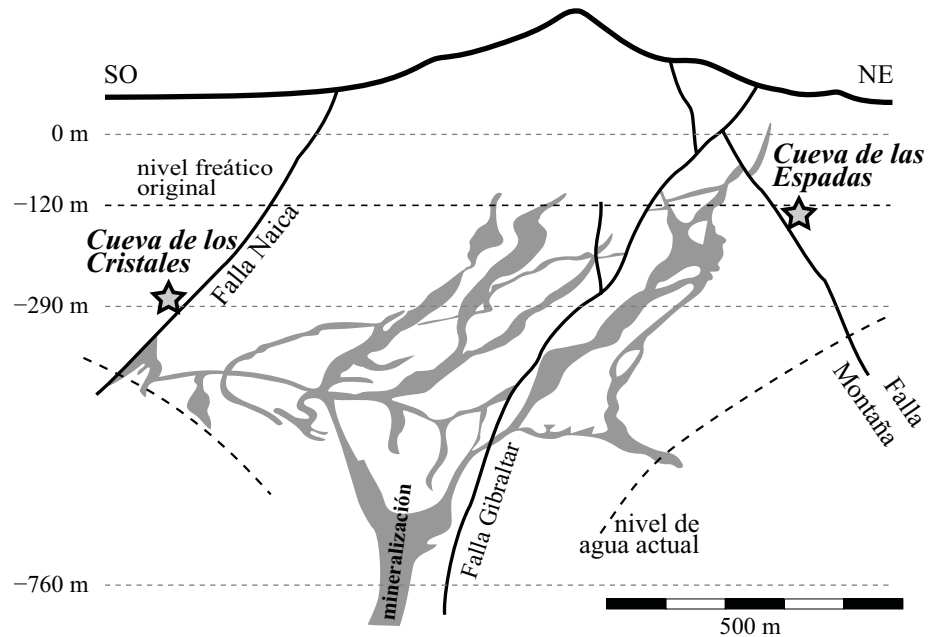 SO
NE
0 m
nivel freático
original
Cueva de las
Espadas
−120 m
Cueva de los
Cristales
Falla Naica
−290 m
Falla
Montaña
mineralización
Falla Gibraltar
nivel de
agua actual
−760 m
500 m